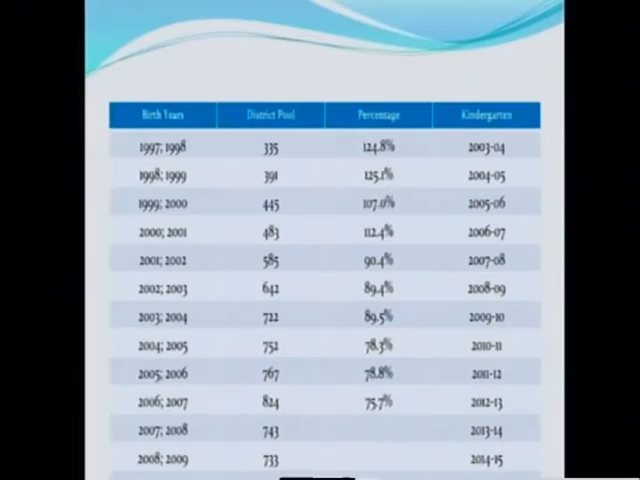 Birth Years District Pool Percentage Kindergarten
1997; 1998 335 124.8% 2003-04
1998; 1999 391 125.1% 2004-05
1999; 2000 445 107.0% 2005-06
2000; 2001 483 112.4% 2006-07
2001; 2002 585 90.4% 2007-08
2002; 2003 642 89.4% 2008-09
2003; 2004 722 89.5% 2009-10
2004; 2005 752 78.3% 2010-11
2005; 2006 767 78.8% 2011-12
2006; 2007 824 75.7% 2012-13
2007; 2008 743 2013-14
2008; 2009 733 2014-15